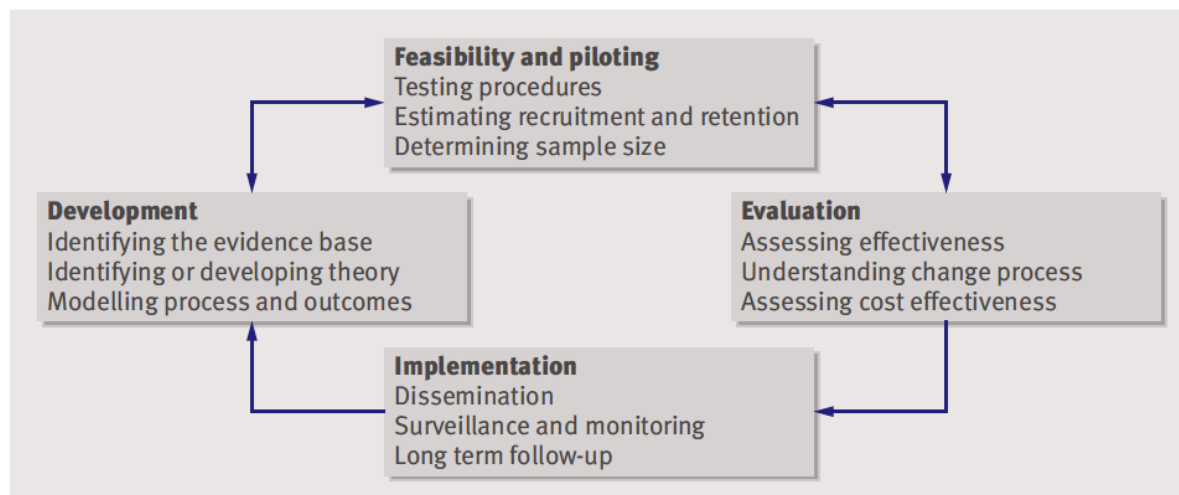 Feasibility and piloting
Testing procedures
Estimating recruitment and retention
Determining sample size
Development
Identifying the evidence base
Identifying or developing theory
Modelling process and outcomes
Evaluation
Assessing effectiveness
Understanding change process
Assessing cost effectiveness
Implementation
Dissemination
Surveillance and monitoring
Long term follow-up